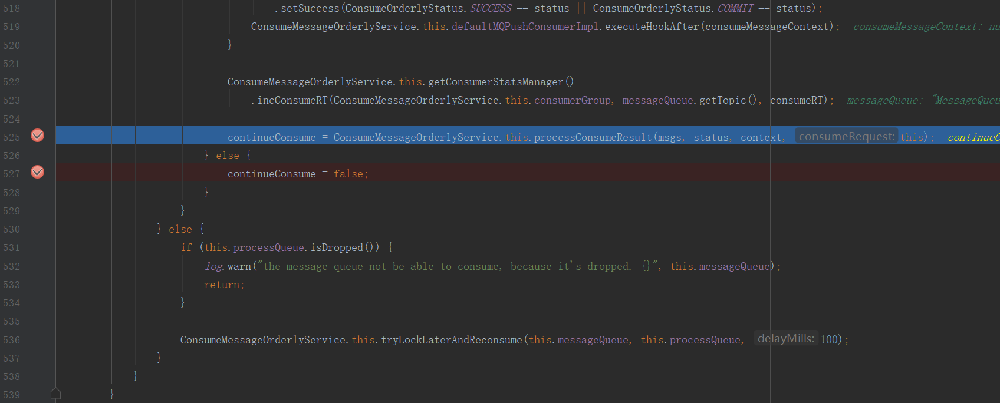 518 .setSuccess(ConsumeOrderlyStatus.SUCCESS == status || ConsumeOrderlyStatus.COMMIT == status);
519 ConsumeMessageOrderlyService.this.defaultMQPushConsumerImpl.executeHookAfter(consumeMessageContext); consumeMessageContext: nu
520 }
521
522 ConsumeMessageOrderlyService.this.getConsumerStatsManager()
523 .incConsumeRT(ConsumeMessageOrderlyService.this.consumerGroup, messageQueue.getTopic(), consumeRT); messageQueue: "MessageQueu
524
525 continueConsume = ConsumeMessageOrderlyService.this.processConsumeResult(msgs, status, context, consumeRequest: this); continueC
526 } else {
527 continueConsume = false;
528 }
529 }
530 } else {
531 if (this.processQueue.isDropped()) {
532 log.warn("the message queue not be able to consume, because it's dropped. {}", this.messageQueue);
533 return;
534 }
535
536 ConsumeMessageOrderlyService.this.tryLockLaterAndReconsume(this.messageQueue, this.processQueue, delayMills: 100);
537 }
538 }
539 }